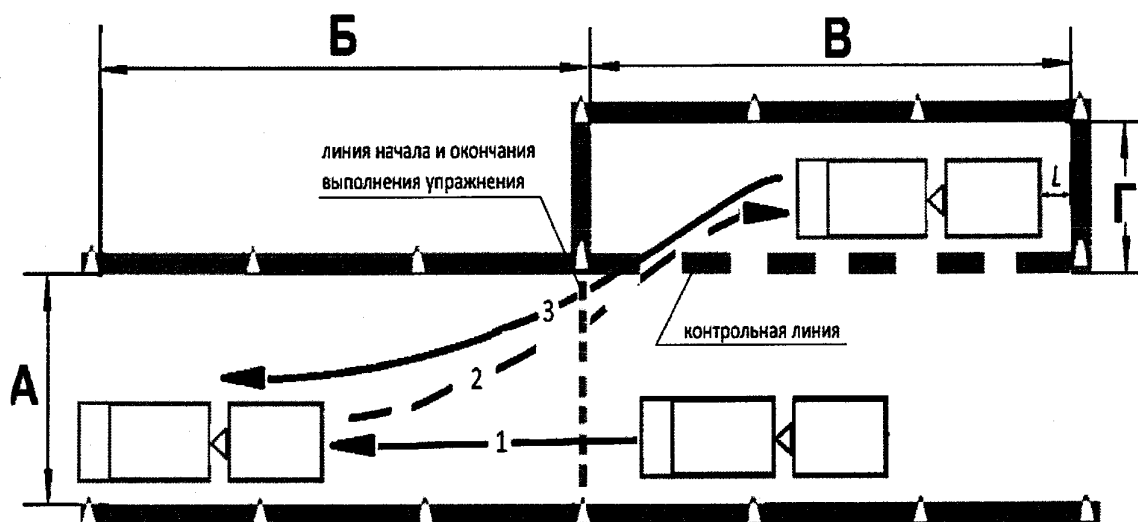 Б
В
линия начала и окончания
выполнения упражнения
L
Г
3
контрольная линия
А
2
1